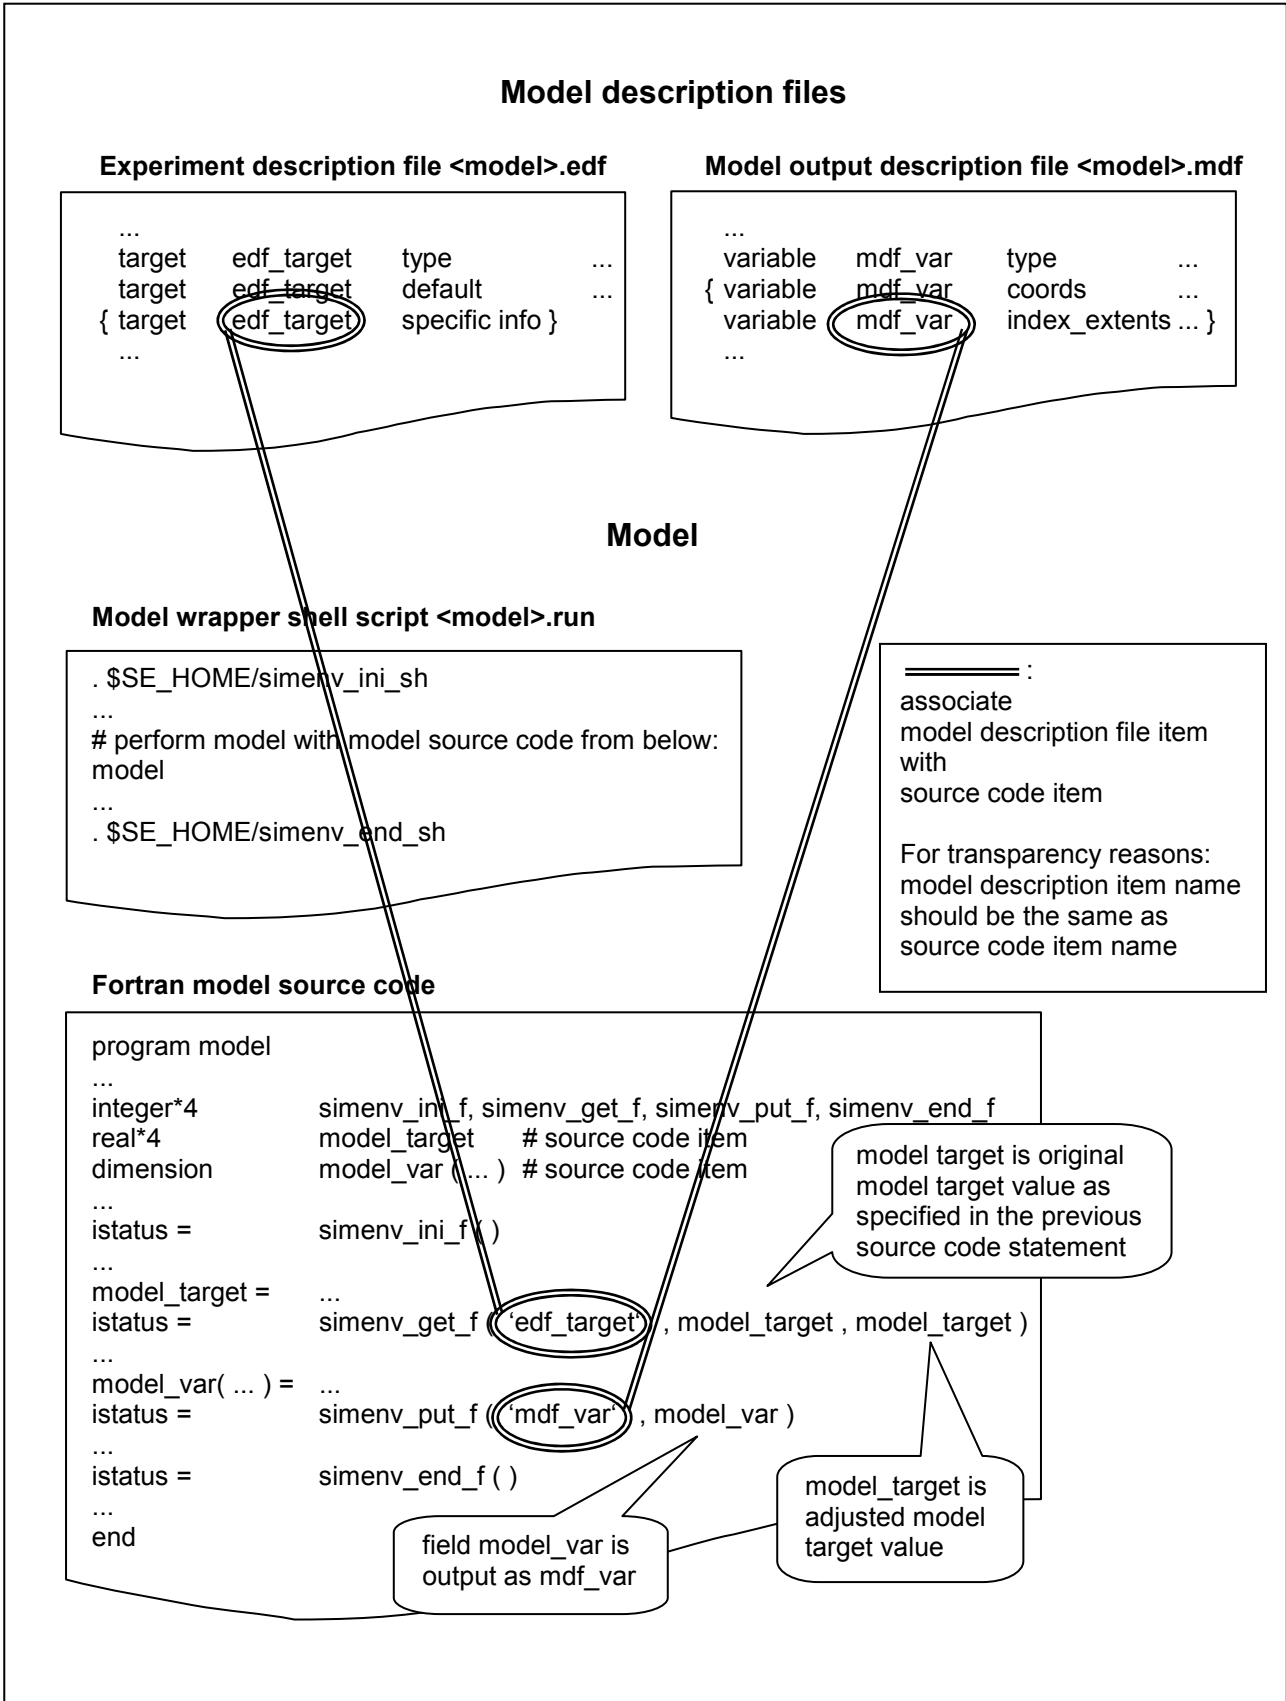 Model description files
Experiment description file <model>.edf
...
target edf_target type ...
target edf_target default ...
{ target edf_target specific info }
...
Model output description file <model>.mdf
...
variable mdf_var type ...
{ variable mdf_var coords ...
variable mdf_var index_extents ... }
...
Model
Model wrapper shell script <model>.run
. $SE_HOME/simenv_ini_sh
...
# perform model with model source code from below:
model
...
. $SE_HOME/simenv_end_sh
:
associate
model description file item
with
source code item
For transparency reasons:
model description item name
should be the same as
source code item name
Fortran model source code
program model
...
integer*4 simenv_ini_f, simenv_get_f, simenv_put_f, simenv_end_f
real*4 model_target # source code item
dimension model_var ( ... ) # source code item
...
istatus = simenv_ini_f ( )
...
model_target = ...
istatus = simenv_get_f ( ‘edf_target‘ , model_target , model_target )
...
model_var( ... ) = ...
istatus = simenv_put_f ( ‘mdf_var‘ , model_var )
...
istatus = simenv_end_f ( )
...
end
model target is original
model target value as
specified in the previous
source code statement
model_target is
adjusted model
target value
field model_var is
output as mdf_var